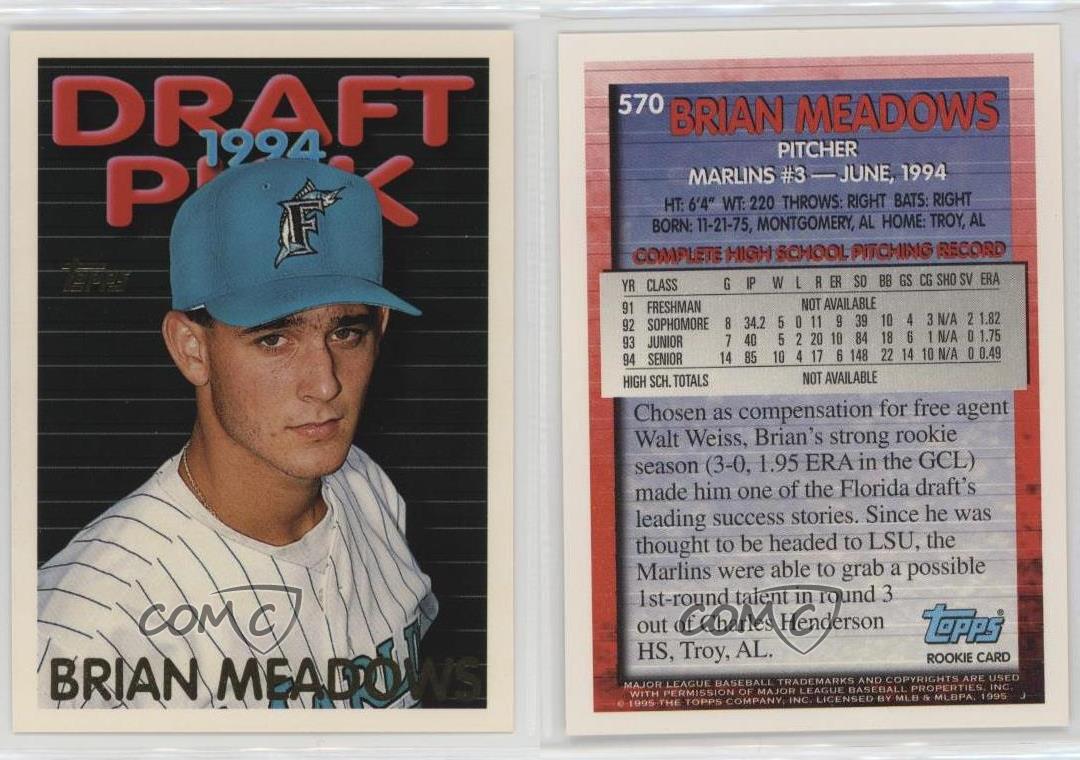 DRAFT
1994
PICK
F
Topps
COMC
BRIAN MEADOWS
570 BRIAN MEADOWS
PITCHER
MARLINS #3 — JUNE, 1994
HT: 6'4" WT: 220 THROWS: RIGHT BATS: RIGHT
BORN: 11-21-75, MONTGOMERY, AL HOME: TROY, AL
COMPLETE HIGH SCHOOL PITCHING RECORD
YR CLASS G IP W L R ER SO BB GS CG SHO SV ERA
91 FRESHMAN NOT AVAILABLE
92 SOPHOMORE 8 34.2 5 0 11 9 39 10 4 3 N/A 2 1.82
93 JUNIOR 7 40 5 2 20 10 84 18 6 1 N/A 0 1.75
94 SENIOR 14 85 10 4 17 6 148 22 14 10 N/A 0 0.49
HIGH SCH. TOTALS NOT AVAILABLE
Chosen as compensation for free agent
Walt Weiss, Brian's strong rookie
season (3-0, 1.95 ERA in the GCL)
made him one of the Florida draft's
leading success stories. Since he was
thought to be headed to LSU, the
Marlins were able to grab a possible
1st-round talent in round 3
out of Charles Henderson
HS, Troy, AL.
COMC
Topps®
ROOKIE CARD
MAJOR LEAGUE BASEBALL TRADEMARKS AND COPYRIGHTS ARE USED
WITH PERMISSION OF MAJOR LEAGUE BASEBALL PROPERTIES, INC.
© 1995 THE TOPPS COMPANY, INC. LICENSED BY MLB & MLBPA, 1995 J